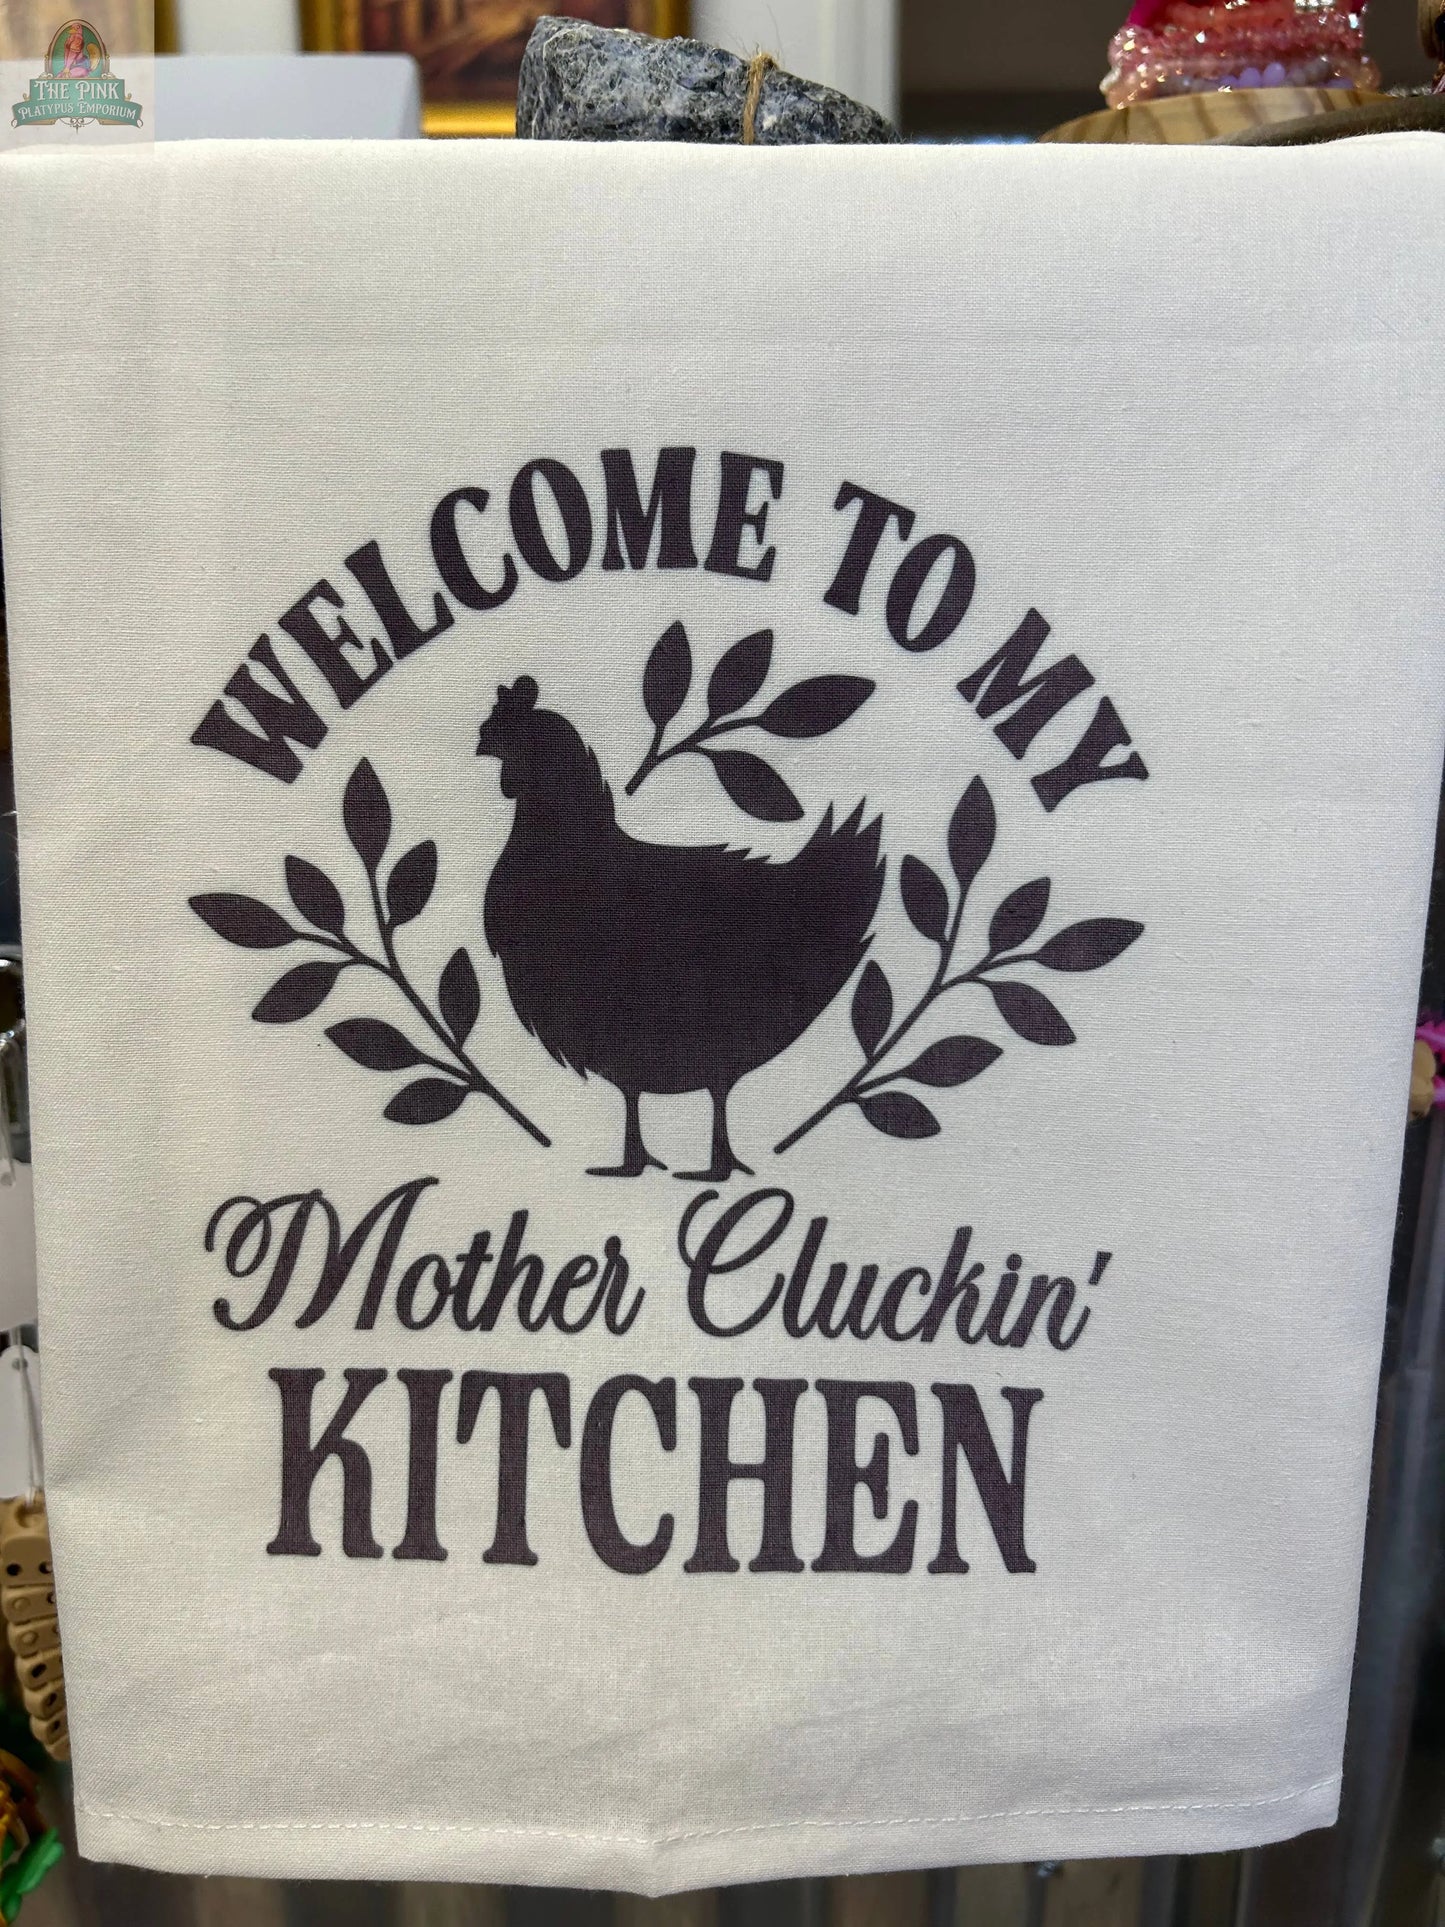 THE PINK
PLATYPUS EMPORIUM
WELCOME TO MY
Mother Cluckin'
KITCHEN